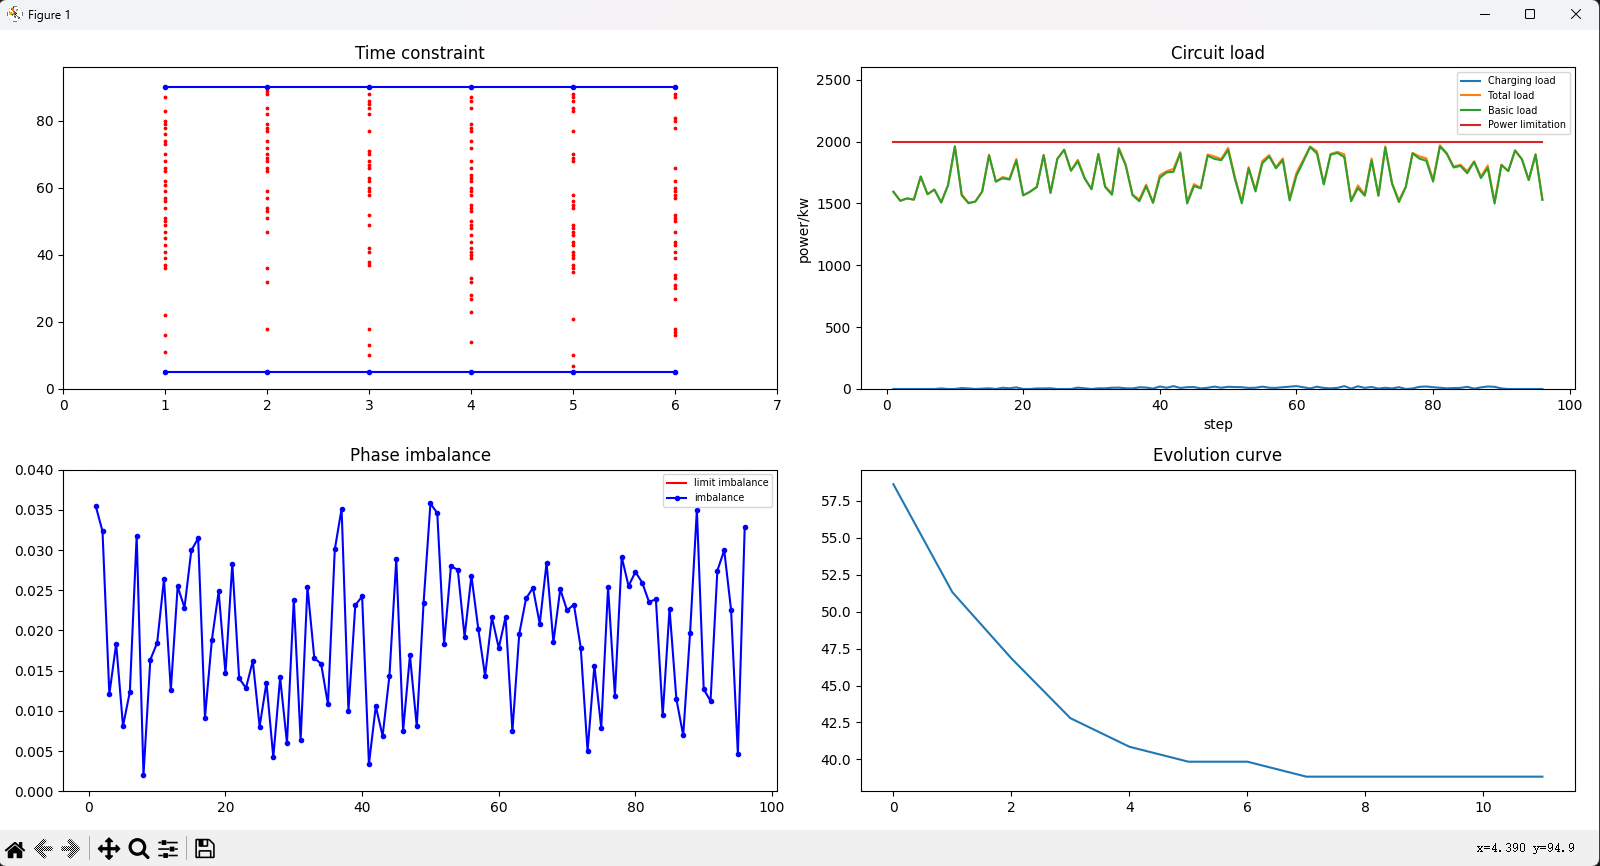 Figure 1
Time constraint
80
60
40
20
0
0 1 2 3 4 5 6 7
Circuit load
2500
2000
1500
1000
500
0
power/kw
Charging load
Total load
Basic load
Power limitation
0 20 40 60 80 100
step
Phase imbalance
0.040
0.035
0.030
0.025
0.020
0.015
0.010
0.005
0.000
limit imbalance
imbalance
0 20 40 60 80 100
Evolution curve
57.5
55.0
52.5
50.0
47.5
45.0
42.5
40.0
0 2 4 6 8 10
x=4.390 y=94.9